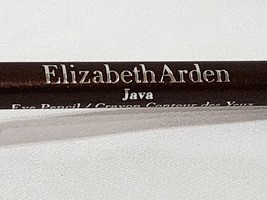 Elizabeth Arden
Java
Eye Pencil / Crayon Contour des Yeux